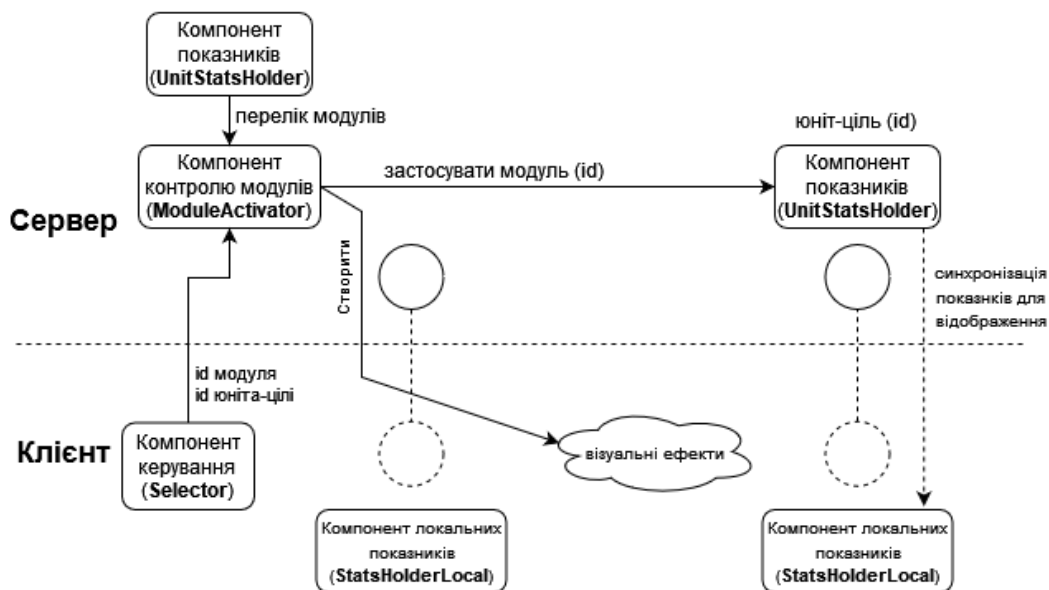 Компонент
показників
(UnitStatsHolder)
перелік модулів
юніт-ціль (id)
Компонент
контролю модулів
(ModuleActivator)
застосувати модуль (id)
Компонент
показників
(UnitStatsHolder)
Сервер
Створити
синхронізація
показнків для
відображення
id модуля
id юніта-цілі
Клієнт
Компонент
керування
(Selector)
візуальні ефекти
Компонент локальних
показників
(StatsHolderLocal)
Компонент локальних
показників
(StatsHolderLocal)